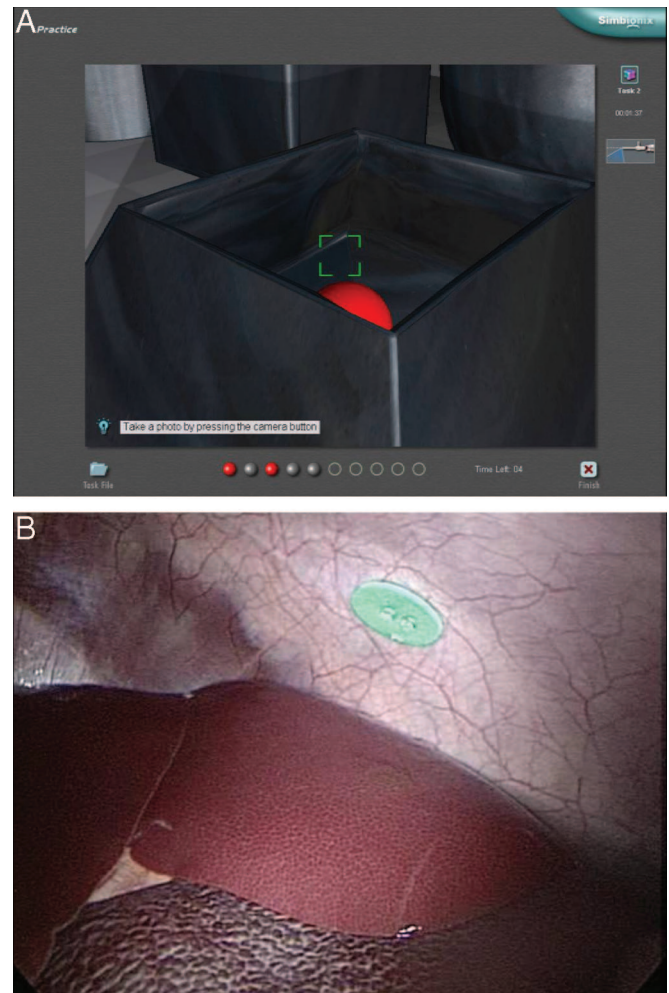 A
Practice
Simbionix
Task 2
00:01:37
Take a photo by pressing the camera button
Task File
Time Left: 04
Finish
B